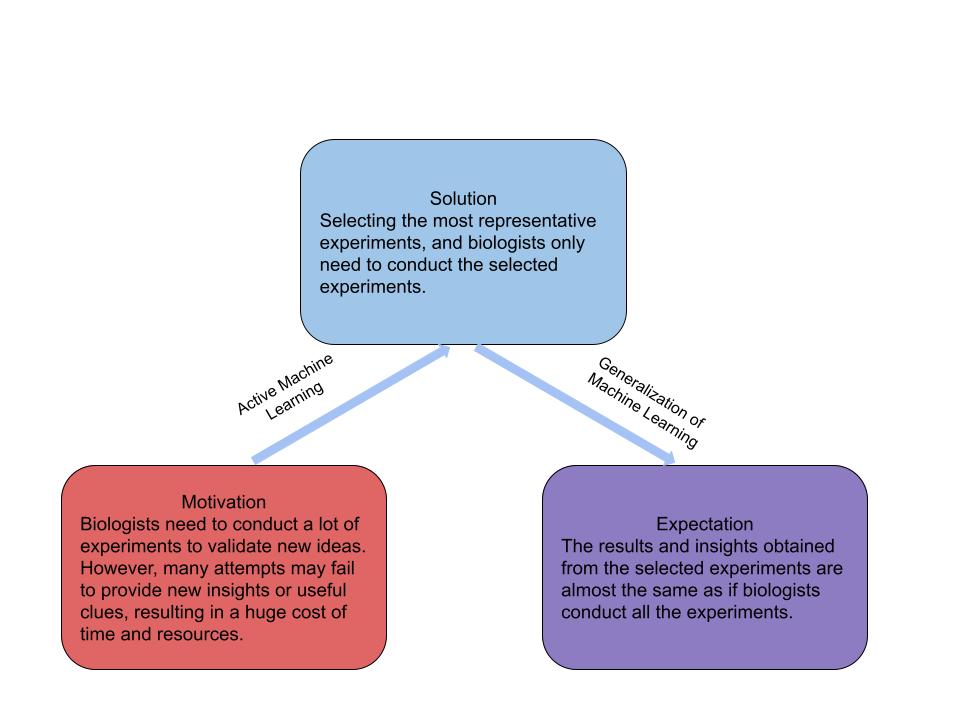 Solution
Selecting the most representative
experiments, and biologists only
need to conduct the selected
experiments.
Active Machine
Learning
Generalization of
Machine Learning
Motivation
Biologists need to conduct a lot of
experiments to validate new ideas.
However, many attempts may fail
to provide new insights or useful
clues, resulting in a huge cost of
time and resources.
Expectation
The results and insights obtained
from the selected experiments are
almost the same as if biologists
conduct all the experiments.